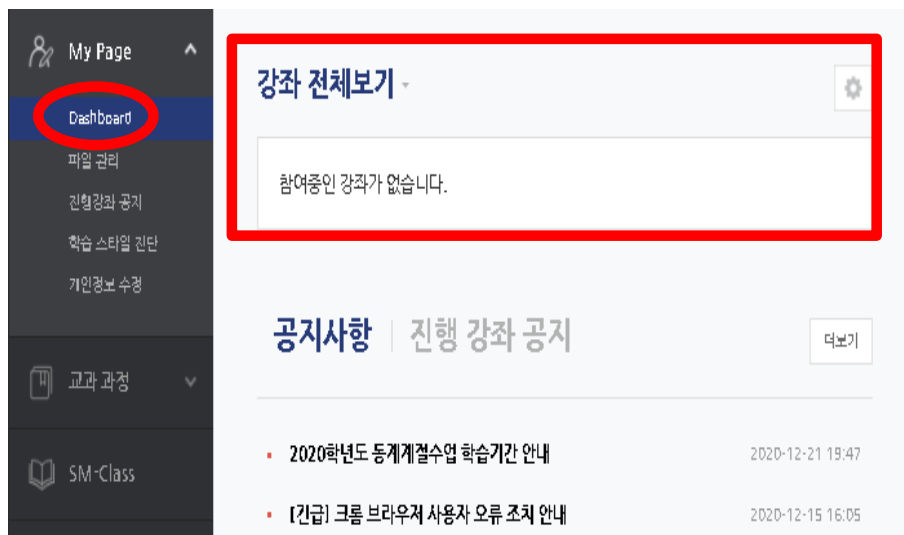 My Page
Dashboard
파일 관리
진행강좌 공지
학습 스타일 진단
개인정보 수정
교과 과정
SM-Class
강좌 전체보기
참여중인 강좌가 없습니다.
공지사항 | 진행 강좌 공지
더보기
2020학년도 동계계절수업 학습기간 안내 2020-12-21 19:47
[긴급] 크롬 브라우저 사용자 오류 조치 안내 2020-12-15 16:05